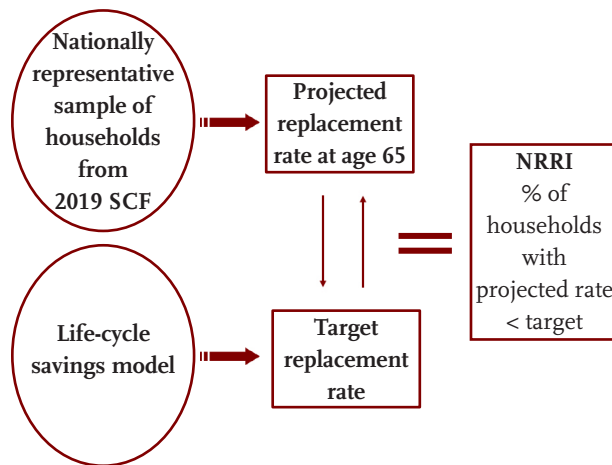 Nationally
representative
sample of
households
from
2019 SCF
Projected
replacement
rate at age 65
NRRI
% of
households
with
projected rate
< target
Life-cycle
savings model
Target
replacement
rate